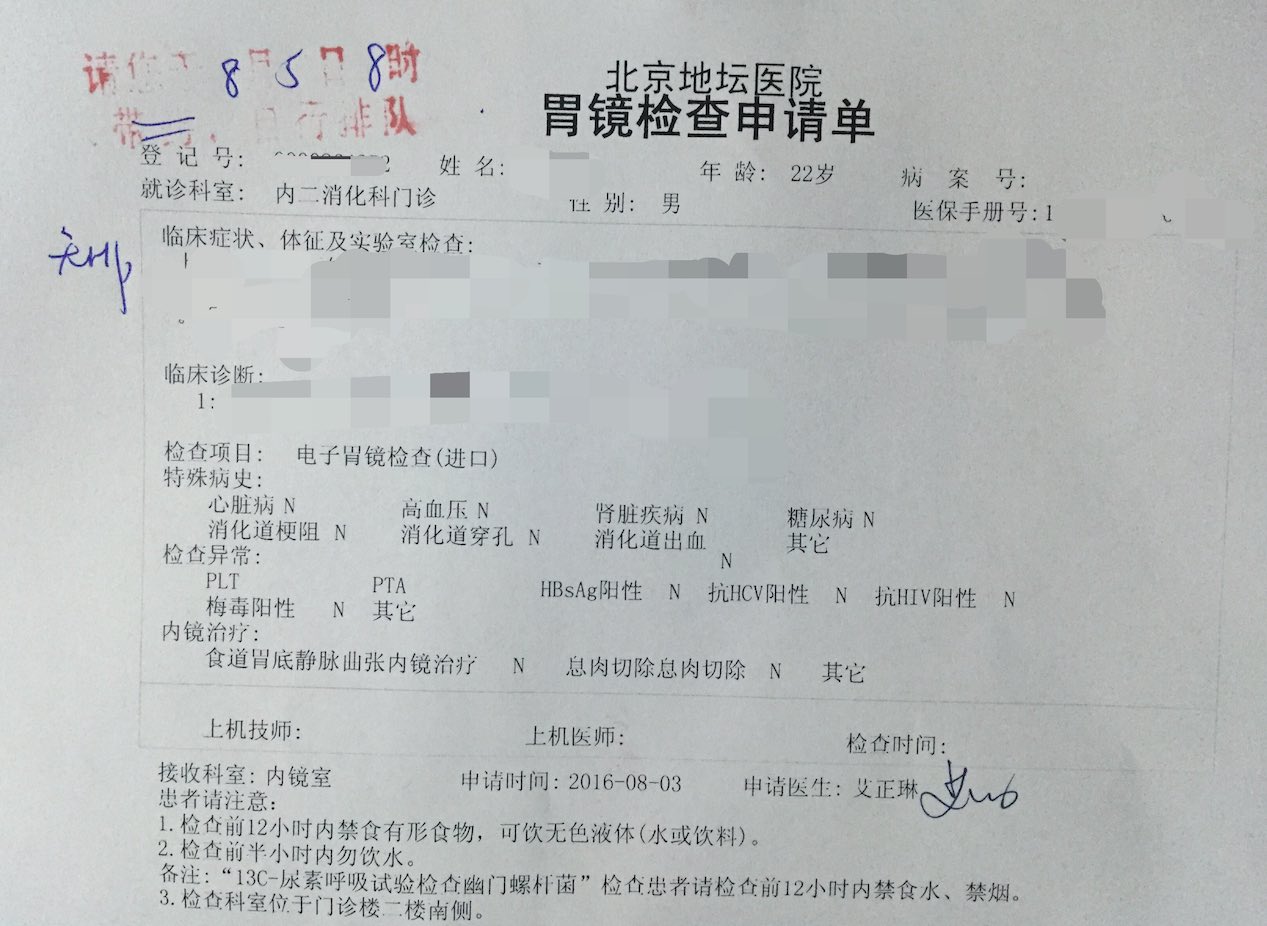 请您 8月5日8时
带 行排队
北京地坛医院
胃镜检查申请单
登 记 号: 姓 名: 年 龄: 22岁 病 案 号:
就诊科室: 内二消化科门诊 性 别: 男 医保手册号:1
临床症状、体征及实验室检查:
临床诊断:
1:
检查项目: 电子胃镜检查(进口)
特殊病史:
心脏病 N 高血压 N 肾脏疾病 N 糖尿病 N
消化道梗阻 N 消化道穿孔 N 消化道出血 N 其它
检查异常:
PLT PTA HBsAg阳性 N 抗HCV阳性 N 抗HIV阳性 N
梅毒阳性 N 其它
内镜治疗:
食道胃底静脉曲张内镜治疗 N 息肉切除息肉切除 N 其它
上机技师: 上机医师: 检查时间:
接收科室: 内镜室 申请时间: 2016-08-03 申请医生: 艾正琳
患者请注意:
1.检查前12小时内禁食有形食物，可饮无色液体(水或饮料)。
2.检查前半小时内勿饮水。
备注:“13C-尿素呼吸试验检查幽门螺杆菌”检查患者请检查前12小时内禁食水、禁烟。
3.检查科室位于门诊楼二楼南侧。